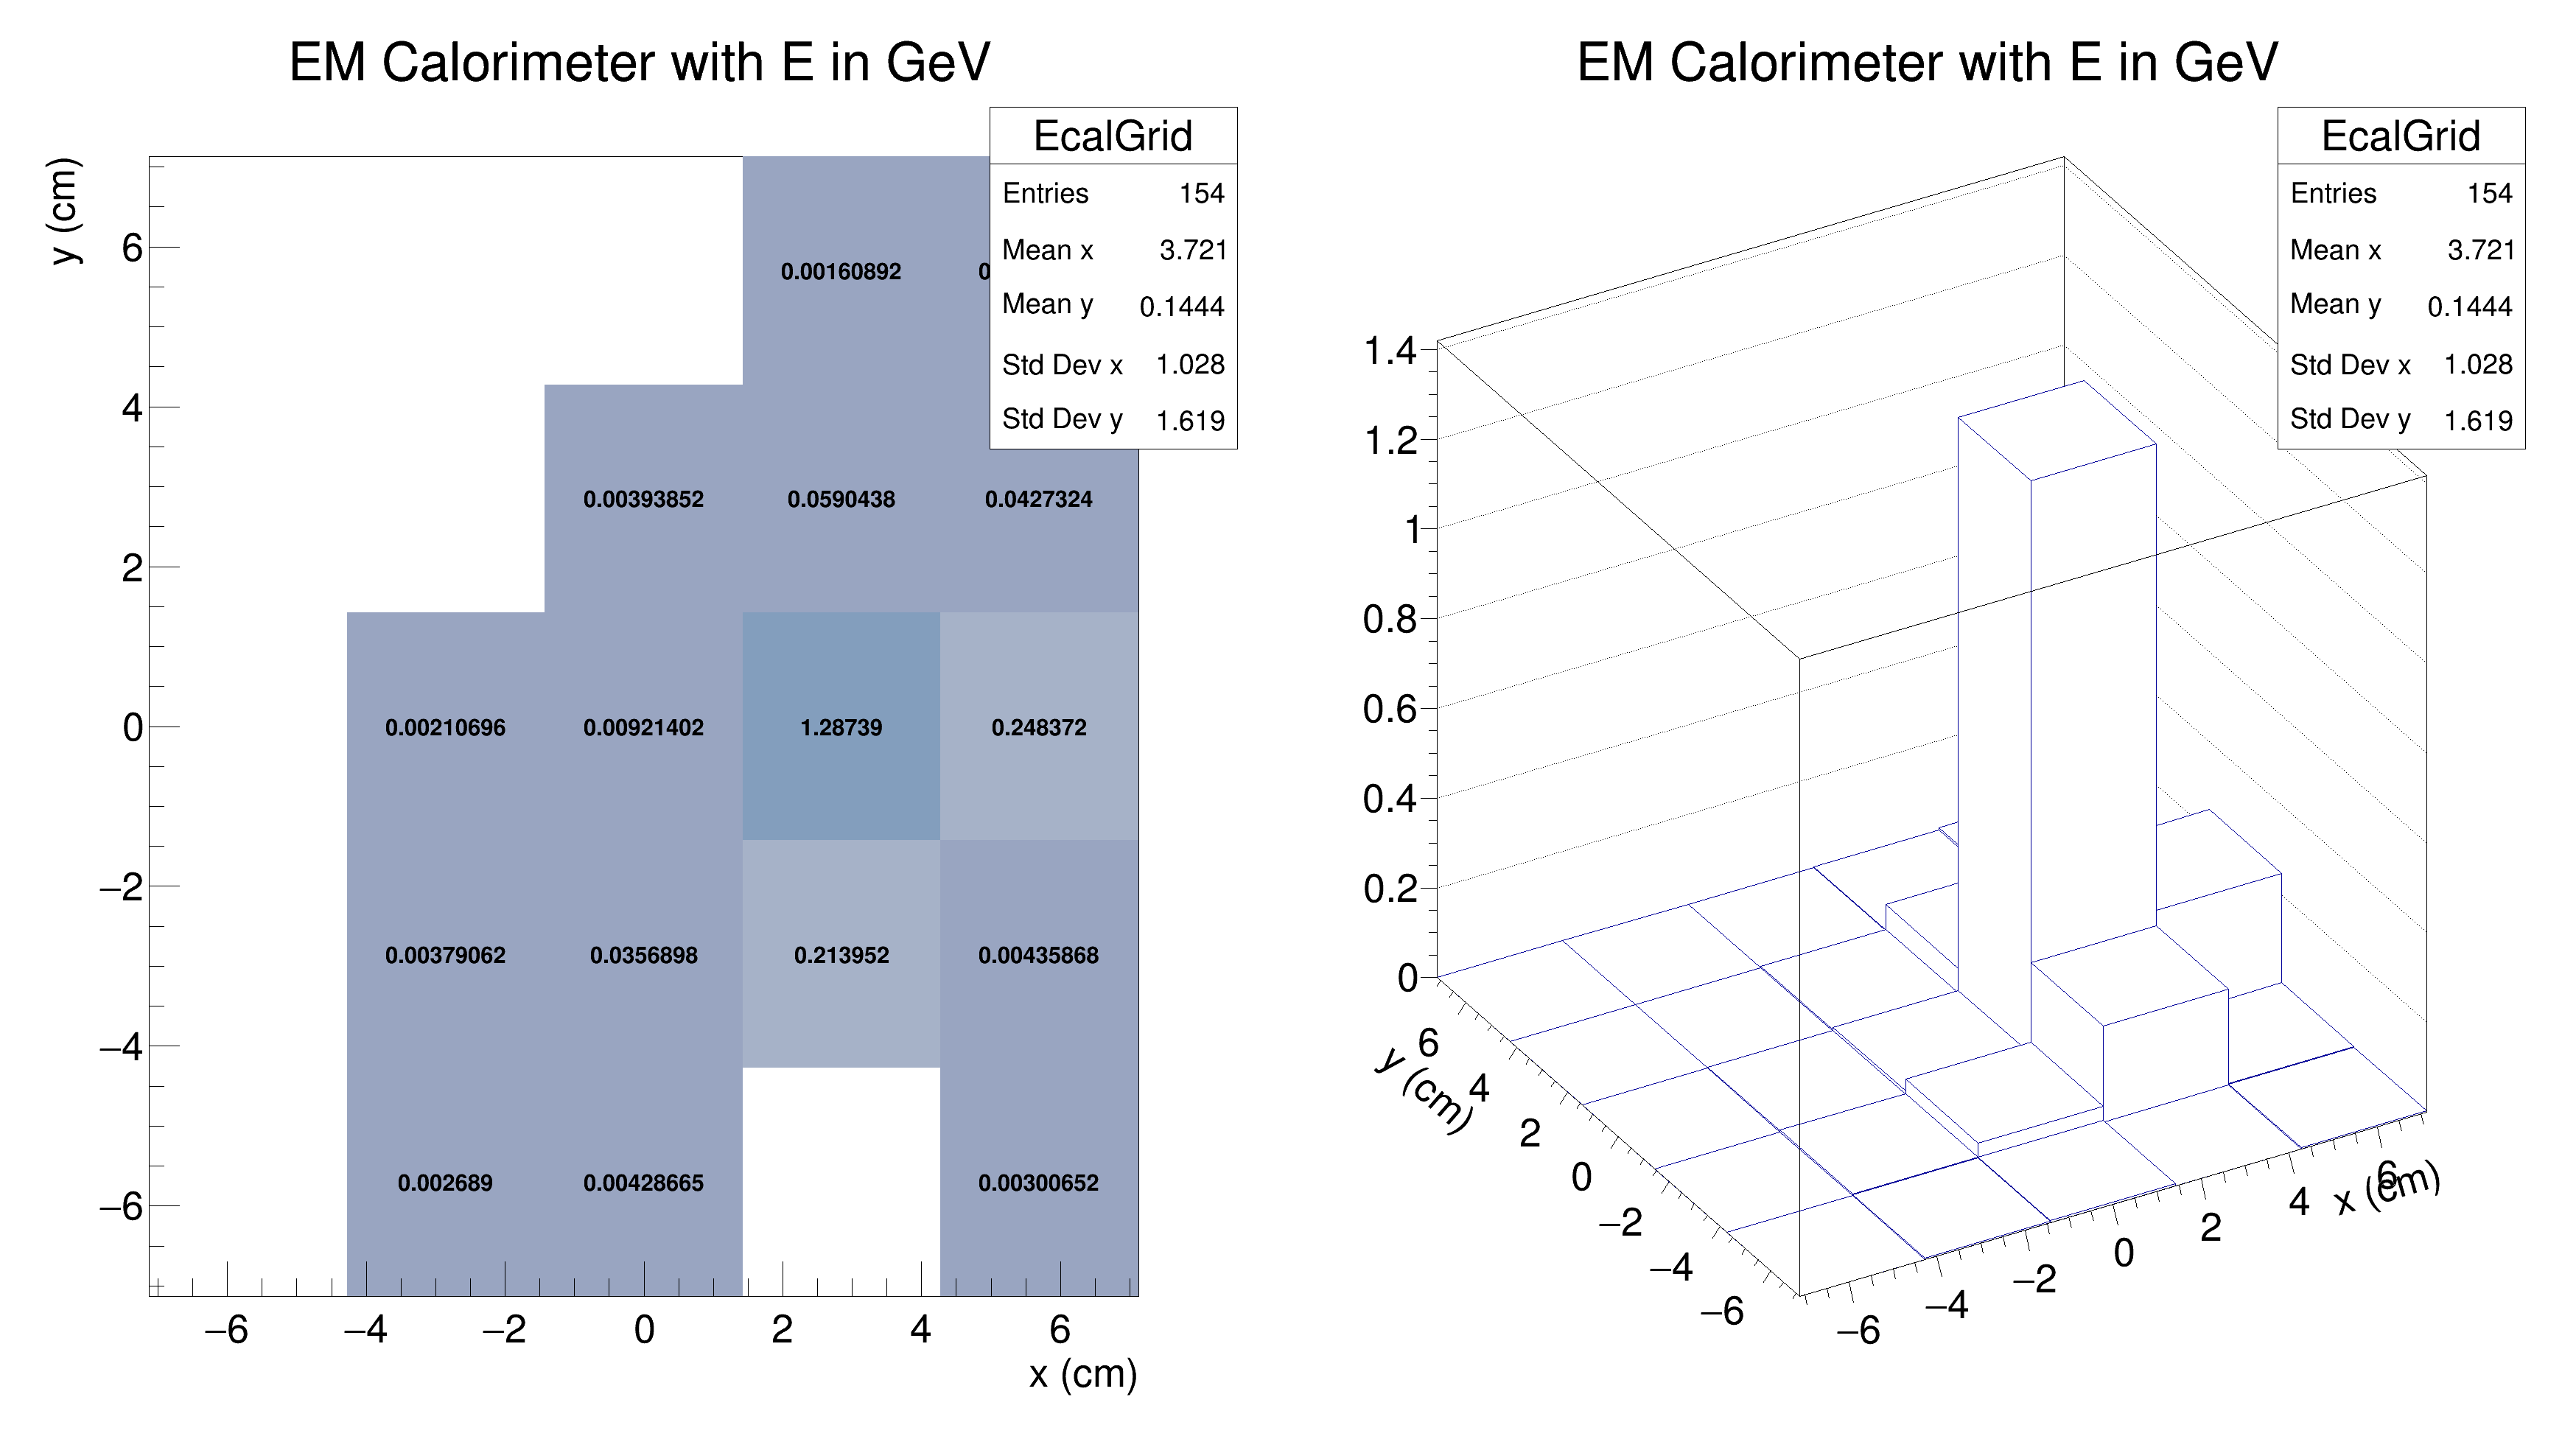 EM Calorimeter with E in GeV
EcalGrid
Entries 154
Mean x 3.721
Mean y 0.1444
Std Dev x 1.028
Std Dev y 1.619
y (cm)
6
4
2
0
−2
−4
−6
0.00160892
0.00393852 0.0590438 0.0427324
0.00210696 0.00921402 1.28739 0.248372
0.00379062 0.0356898 0.213952 0.00435868
0.002689 0.00428665 0.00300652
−6 −4 −2 0 2 4 6
x (cm)
EM Calorimeter with E in GeV
EcalGrid
Entries 154
Mean x 3.721
Mean y 0.1444
Std Dev x 1.028
Std Dev y 1.619
1.4
1.2
1
0.8
0.6
0.4
0.2
0
6
4
2
0
−2
−4
−6
y (cm)
−6
−4
−2
0
2
4
6
x (cm)